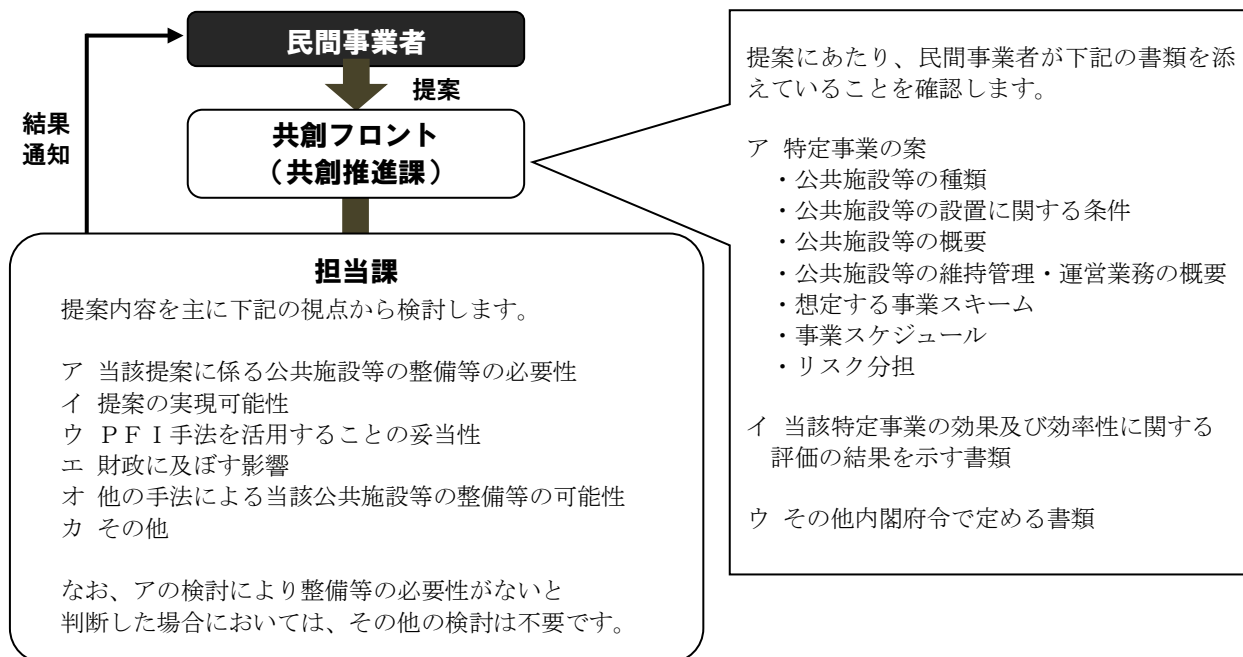 民間事業者
提案
結果
通知
共創フロント
（共創推進課）
担当課
提案内容を主に下記の視点から検討します。
ア 当該提案に係る公共施設等の整備等の必要性
イ 提案の実現可能性
ウ ＰＦＩ手法を活用することの妥当性
エ 財政に及ぼす影響
オ 他の手法による当該公共施設等の整備等の可能性
カ その他
なお、アの検討により整備等の必要性がないと
判断した場合においては、その他の検討は不要です。
提案にあたり、民間事業者が下記の書類を添
えていることを確認します。
ア 特定事業の案
・公共施設等の種類
・公共施設等の設置に関する条件
・公共施設等の概要
・公共施設等の維持管理・運営業務の概要
・想定する事業スキーム
・事業スケジュール
・リスク分担
イ 当該特定事業の効果及び効率性に関する
評価の結果を示す書類
ウ その他内閣府令で定める書類